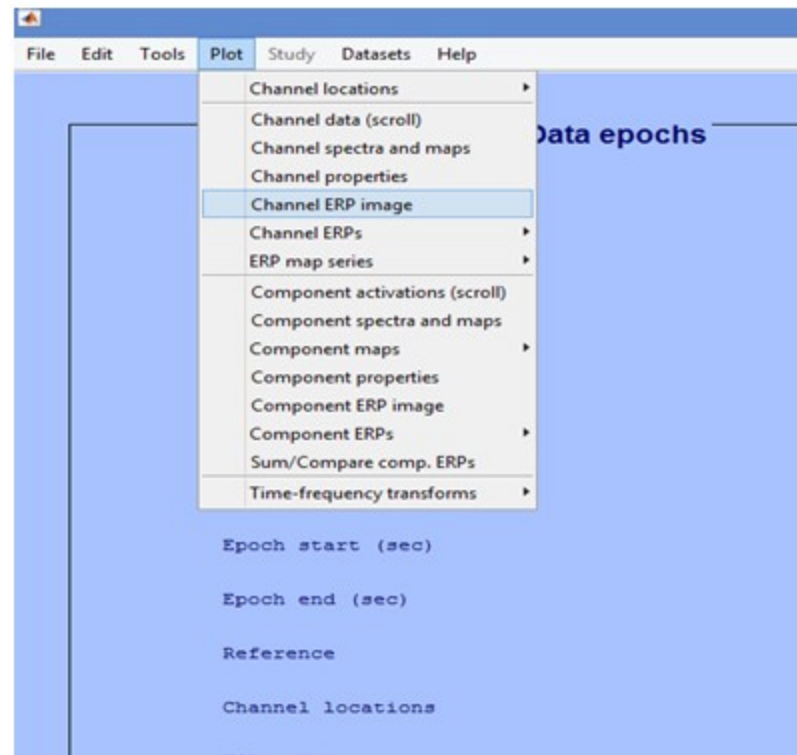 File Edit Tools Plot Study Datasets Help
Channel locations
Data epochs
Channel data (scroll)
Channel spectra and maps
Channel properties
Channel ERP image
Channel ERPs
ERP map series
Component activations (scroll)
Component spectra and maps
Component maps
Component properties
Component ERP image
Component ERPs
Sum/Compare comp. ERPs
Time-frequency transforms
Epoch start (sec)
Epoch end (sec)
Reference
Channel locations